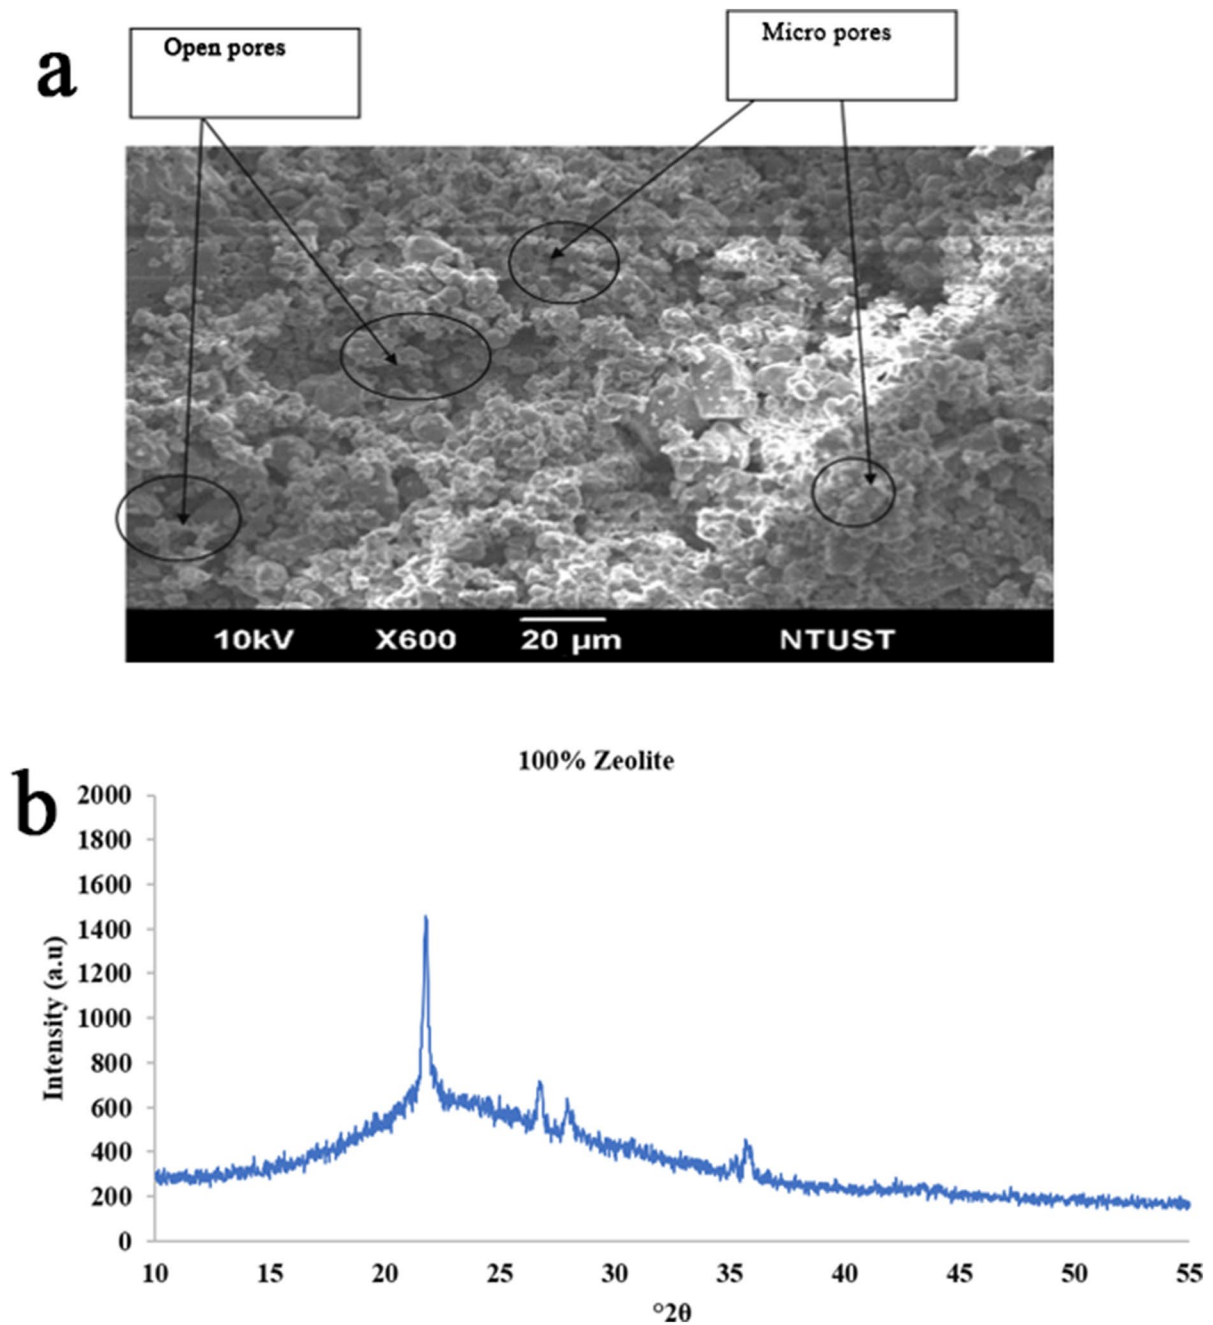 a
Open pores
Micro pores
10kV X600 20 μm NTUST
b
100% Zeolite
2000
1800
1600
1400
1200
1000
800
600
400
200
0
Intensity (a.u)
10 15 20 25 30 35 40 45 50 55
°2θ